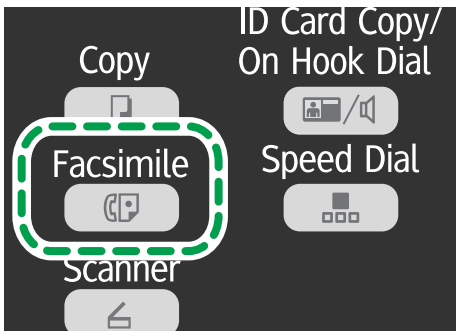 Copy
ID Card Copy/
On Hook Dial
Facsimile
Speed Dial
Scanner